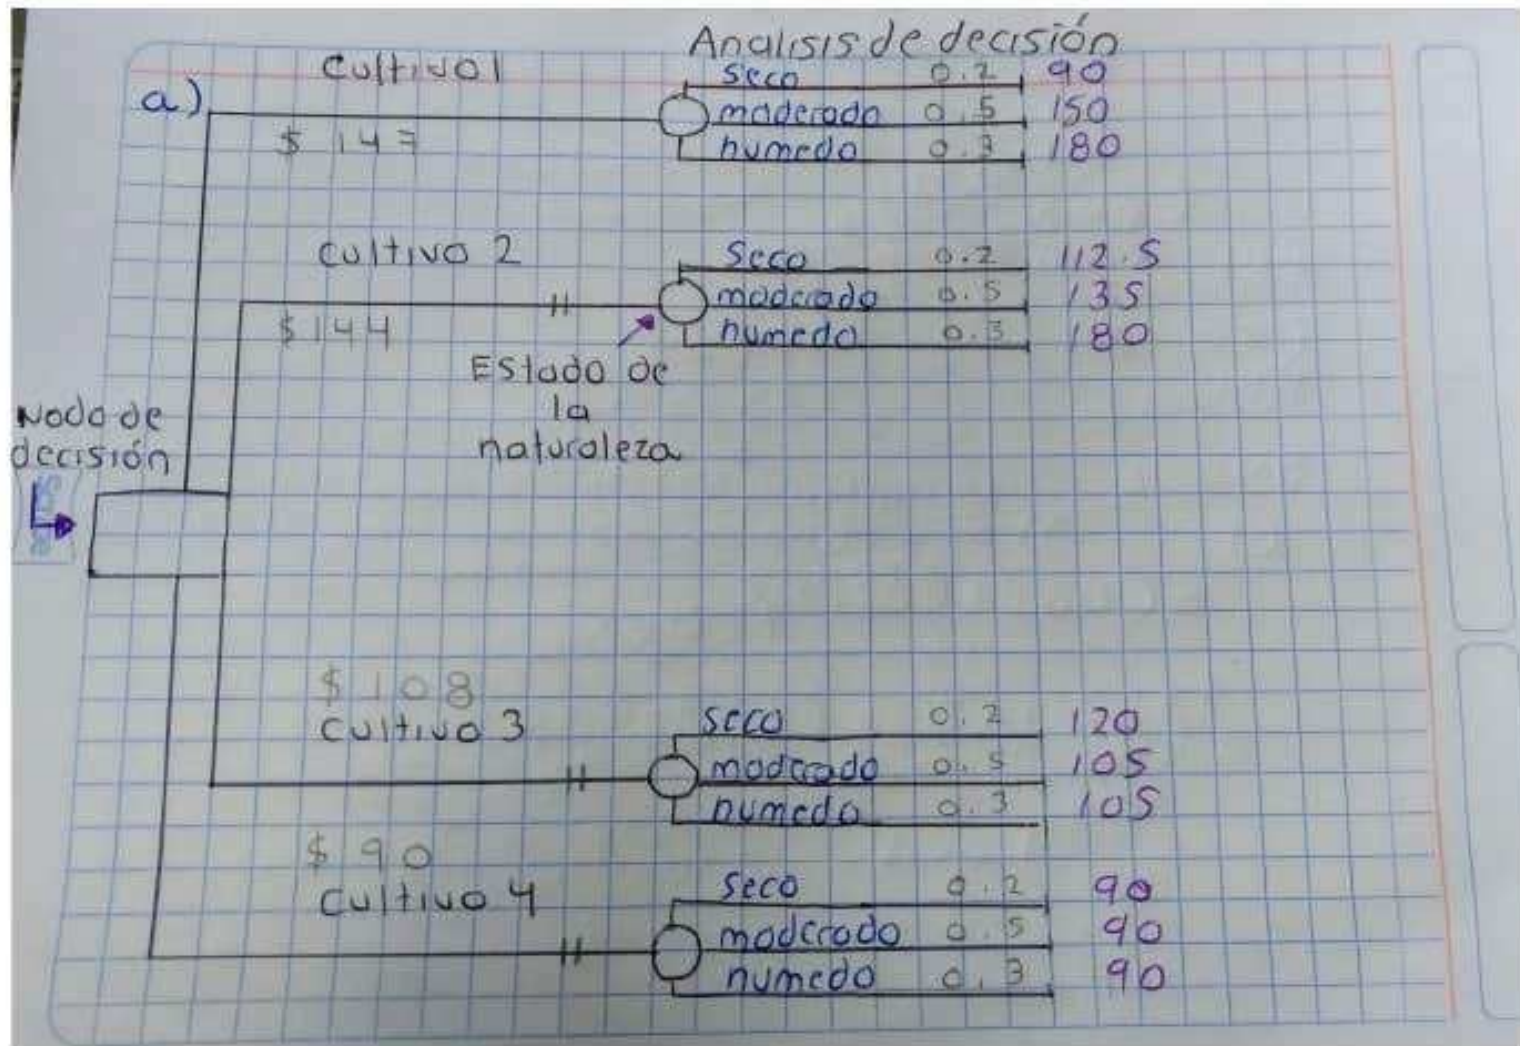 Analisis de decisión
a)
Cultivo 1
$ 147
seco 0.2 90
moderado 0.5 150
humedo 0.3 180
Cultivo 2
$ 144
Seco 0.2 112.5
moderado 0.5 135
humedo 0.3 180
Estado de
la
naturaleza
Nodo de
decisión
$ 108
Cultivo 3
seco 0.2 120
moderado 0.5 105
humedo 0.3 105
$ 90
Cultivo 4
seco 0.2 90
moderado 0.5 90
humedo 0.3 90